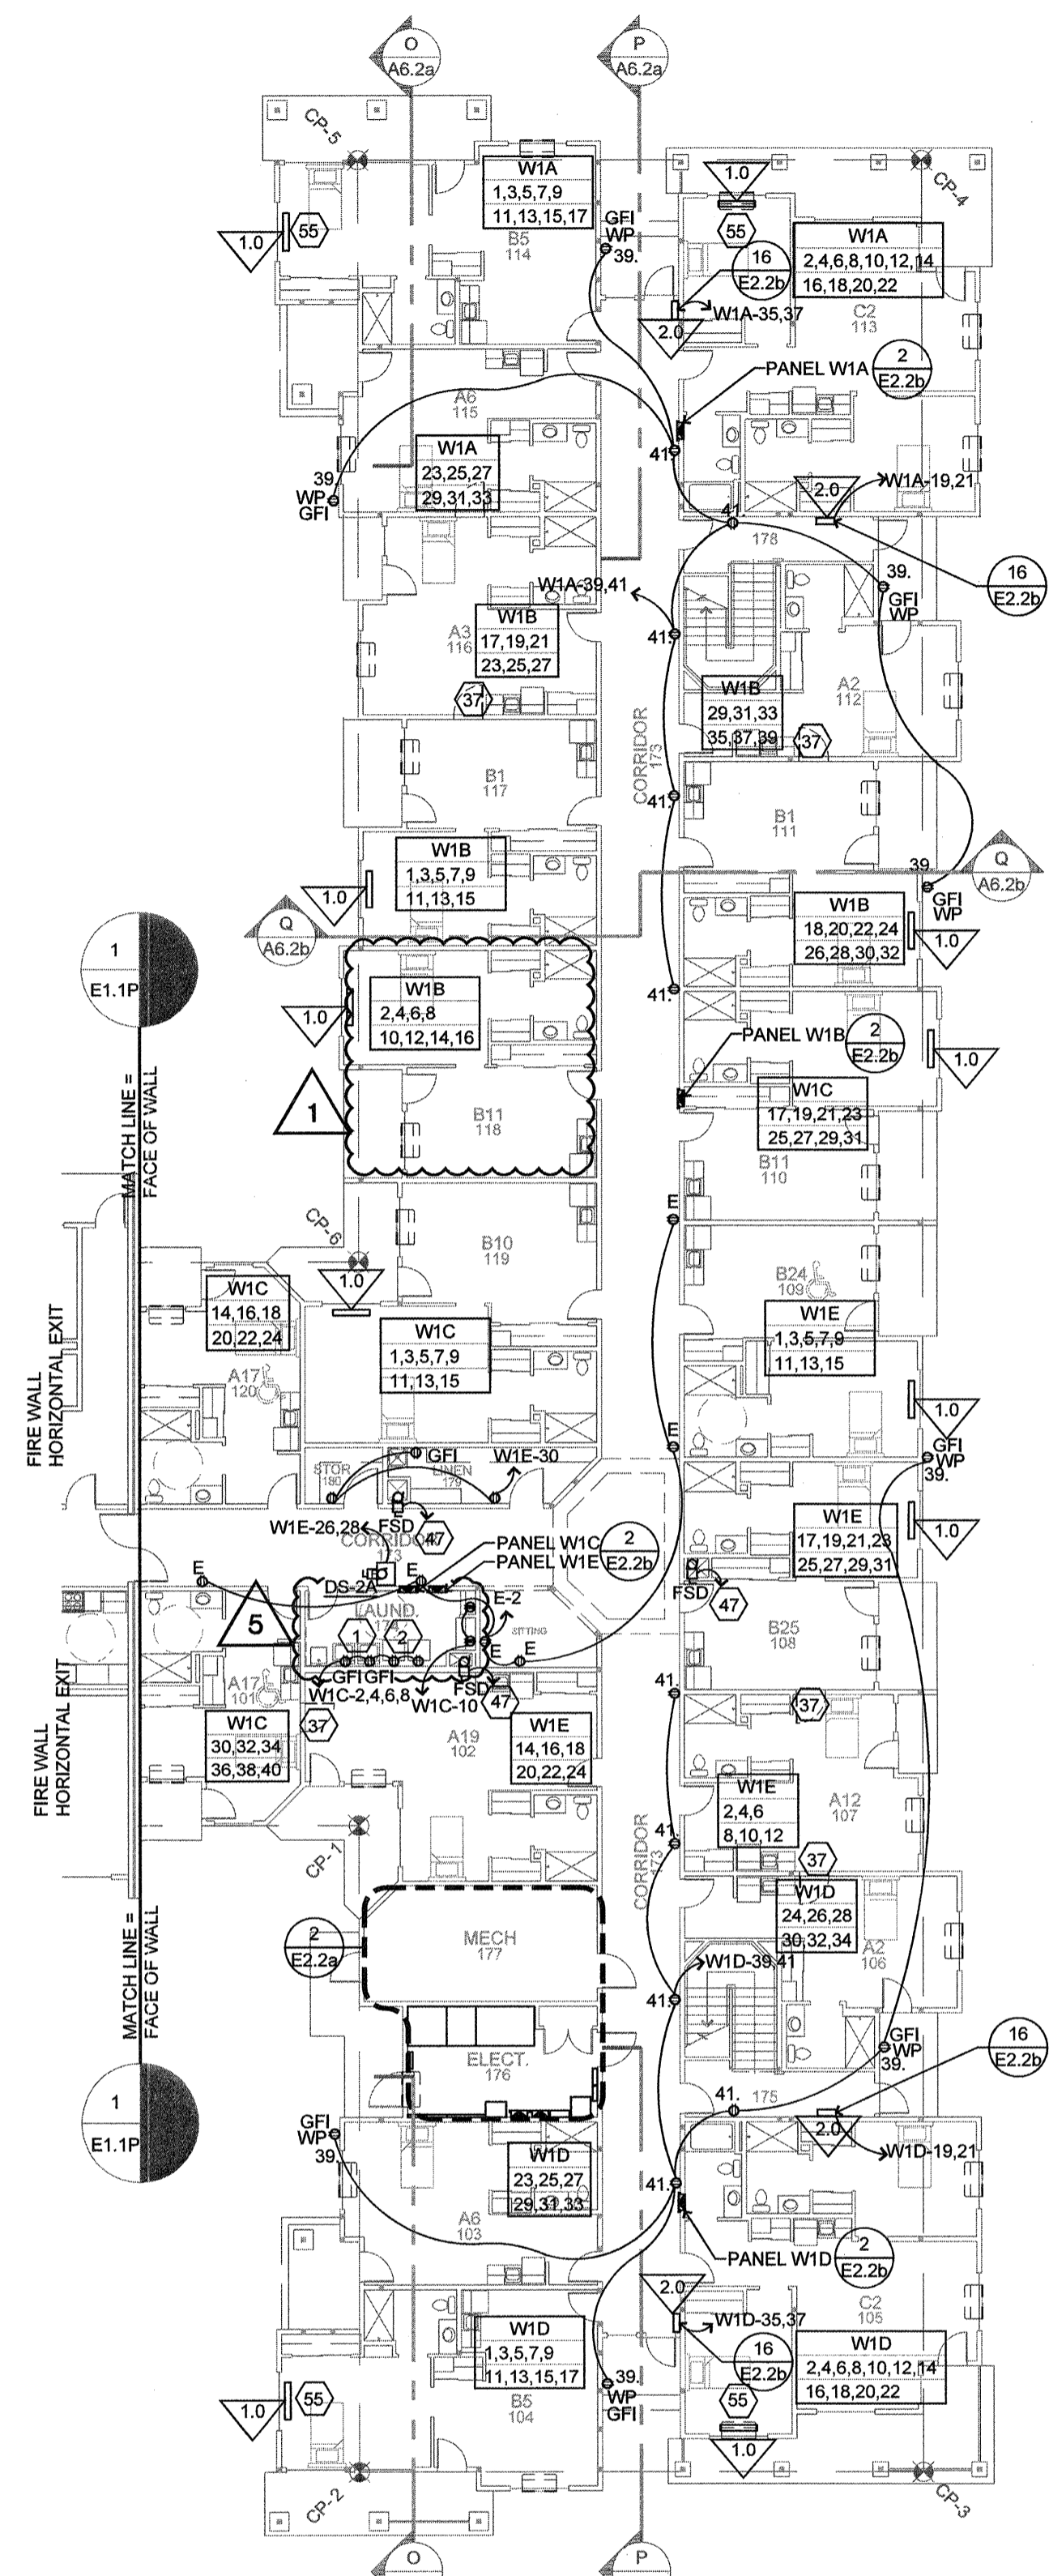 O
A6.2a
P
A6.2a
CP-5
CP-4
W1A
1,3,5,7,9
11,13,15,17
B5
114
1.0
55
GFI
WP
39.
1.0
55
16
E2.2b
W1A
2,4,6,8,10,12,14
16,18,20,22
C2
113
W1A-35,37
2.0
PANEL W1A
2
E2.2b
A6
115
W1A
23,25,27
29,31,33
39
WP
GFI
41
2.0
W1A-19,21
41.
178
16
E2.2b
39.
GFI
WP
W1A-39,41
41.
A3
116
W1B
17,19,21
23,25,27
37
W1B
29,31,33
35,37,39
37
A2
112
CORRIDOR
173
B1
117
41.
B1
111
W1B
1,3,5,7,9
11,13,15
1.0
Q
A6.2b
39
GFI
WP
Q
A6.2b
W1B
18,20,22,24
26,28,30,32
1.0
1
E1.1P
W1B
2,4,6,8
10,12,14,16
1.0
41.
PANEL W1B
2
E2.2b
1.0
1
B11
118
W1C
17,19,21,23
25,27,29,31
B11
110
MATCH LINE =
FACE OF WALL
E
CP-6
B10
119
1.0
B24
109
W1C
14,16,18
20,22,24
W1C
1,3,5,7,9
11,13,15
W1E
1,3,5,7,9
11,13,15
A17
120
1.0
FIRE WALL
HORIZONTAL EXIT
E
GFI
WP
39.
GFI
W1E-30
STOR
180
LINEN
179
W1E-26,28
FSD
47
CORRIDOR
173
W1E
17,19,21,23
25,27,29,31
1.0
PANEL W1C
PANEL W1E
2
E2.2b
FSD
47
E
DS-2A
E
5
LAUND.
174
1
2
E-2
SITTING
E
E
B25
108
GFI
GFI
W1C-2,4,6,8
W1C-10
FSD
47
A17
101
37
W1C
30,32,34
36,38,40
A19
102
W1E
14,16,18
20,22,24
41.
37
FIRE WALL
HORIZONTAL EXIT
W1E
2,4,6
8,10,12
A12
107
CP-1
41.
37
CORRIDOR
173
W1D
24,26,28
30,32,34
A2
106
MATCH LINE =
FACE OF WALL
2
E2.2a
MECH
177
W1D-39,41
41.
ELECT.
176
GFI
WP
39.
16
E2.2b
1
E1.1P
41.
175
2.0
W1D-19,21
GFI
WP
39.
W1D
23,25,27
29,31,33
41.
A6
103
PANEL W1D
2
E2.2b
2.0
W1D-35,37
C2
105
W1D
1,3,5,7,9
11,13,15,17
16
E2.2b
W1D
2,4,6,8,10,12,14
16,18,20,22
1.0
55
B5
104
39.
WP
GFI
55
1.0
CP-2
CP-3
O
P